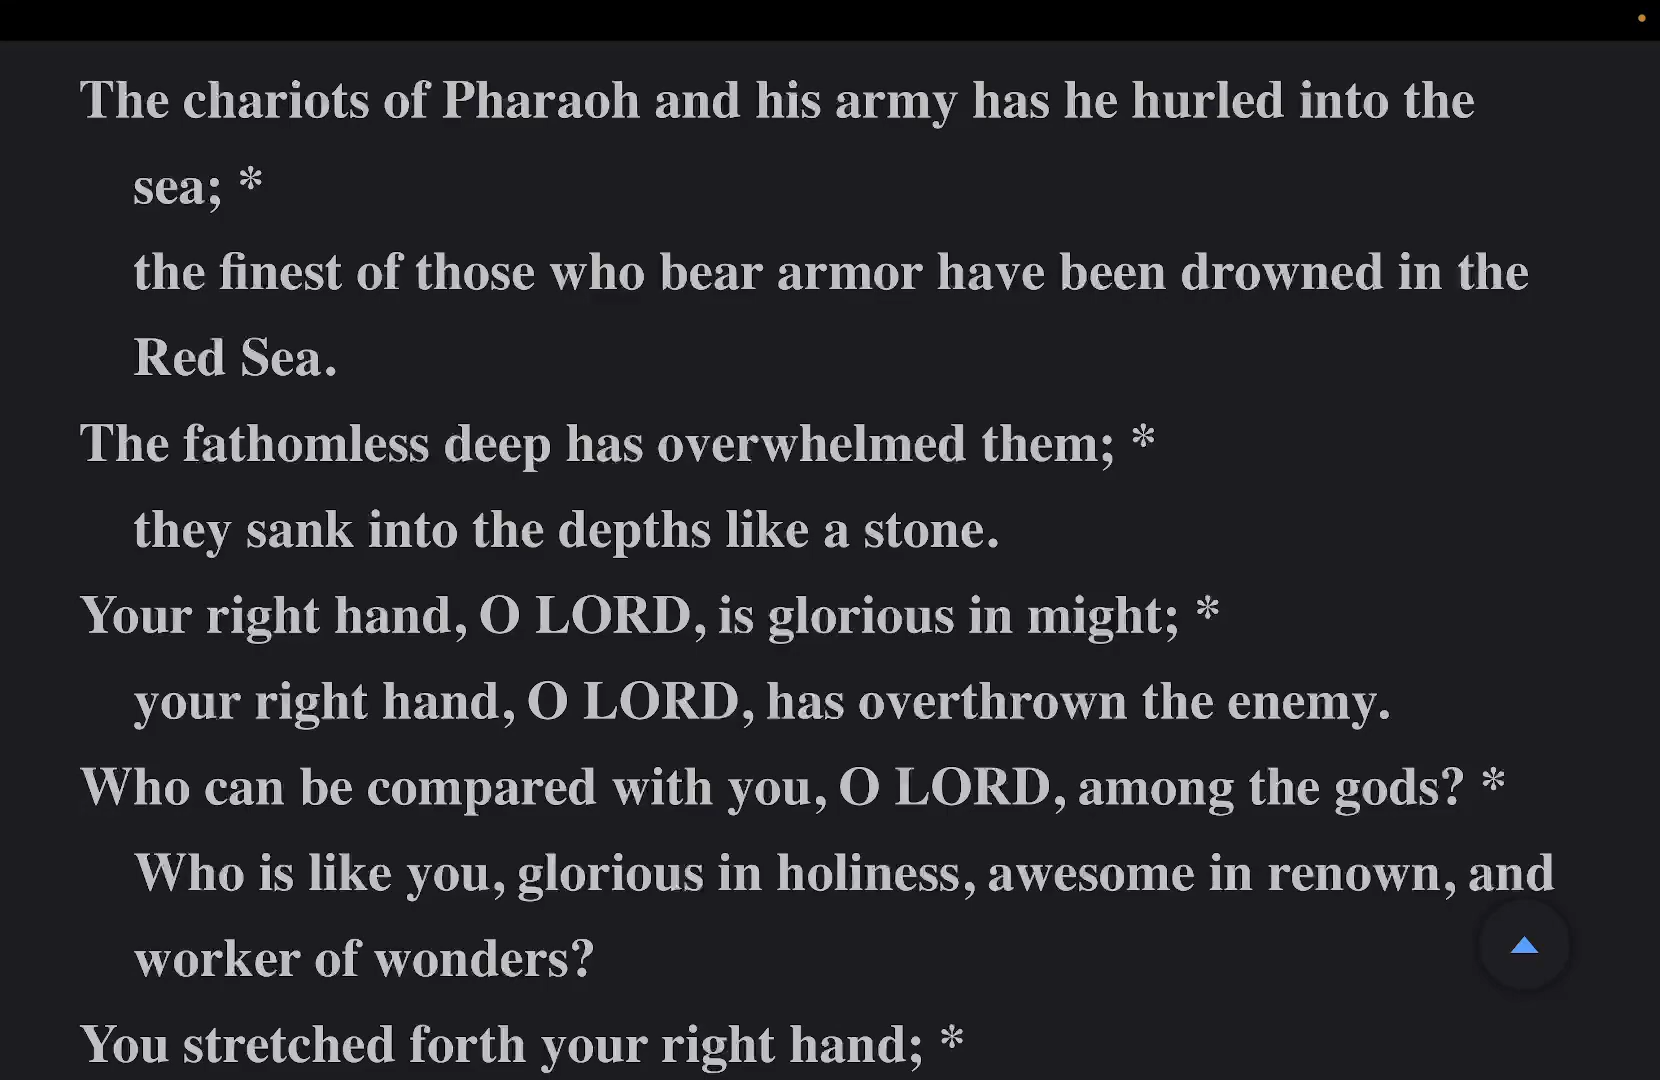 The chariots of Pharaoh and his army has he hurled into the
sea; *
the finest of those who bear armor have been drowned in the
Red Sea.
The fathomless deep has overwhelmed them; *
they sank into the depths like a stone.
Your right hand, O LORD, is glorious in might; *
your right hand, O LORD, has overthrown the enemy.
Who can be compared with you, O LORD, among the gods? *
Who is like you, glorious in holiness, awesome in renown, and
worker of wonders?
You stretched forth your right hand; *